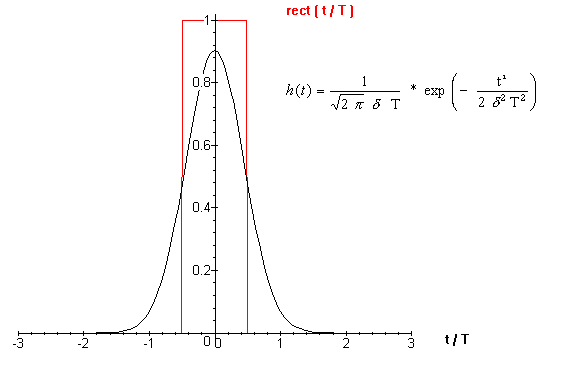 rect ( t / T )
1
h(t) = 1 / √2 π δ T * exp ( - t² / 2 δ² T² )
0.8
0.6
0.4
0.2
-3 -2 -1 0 0 1 2 3
t / T